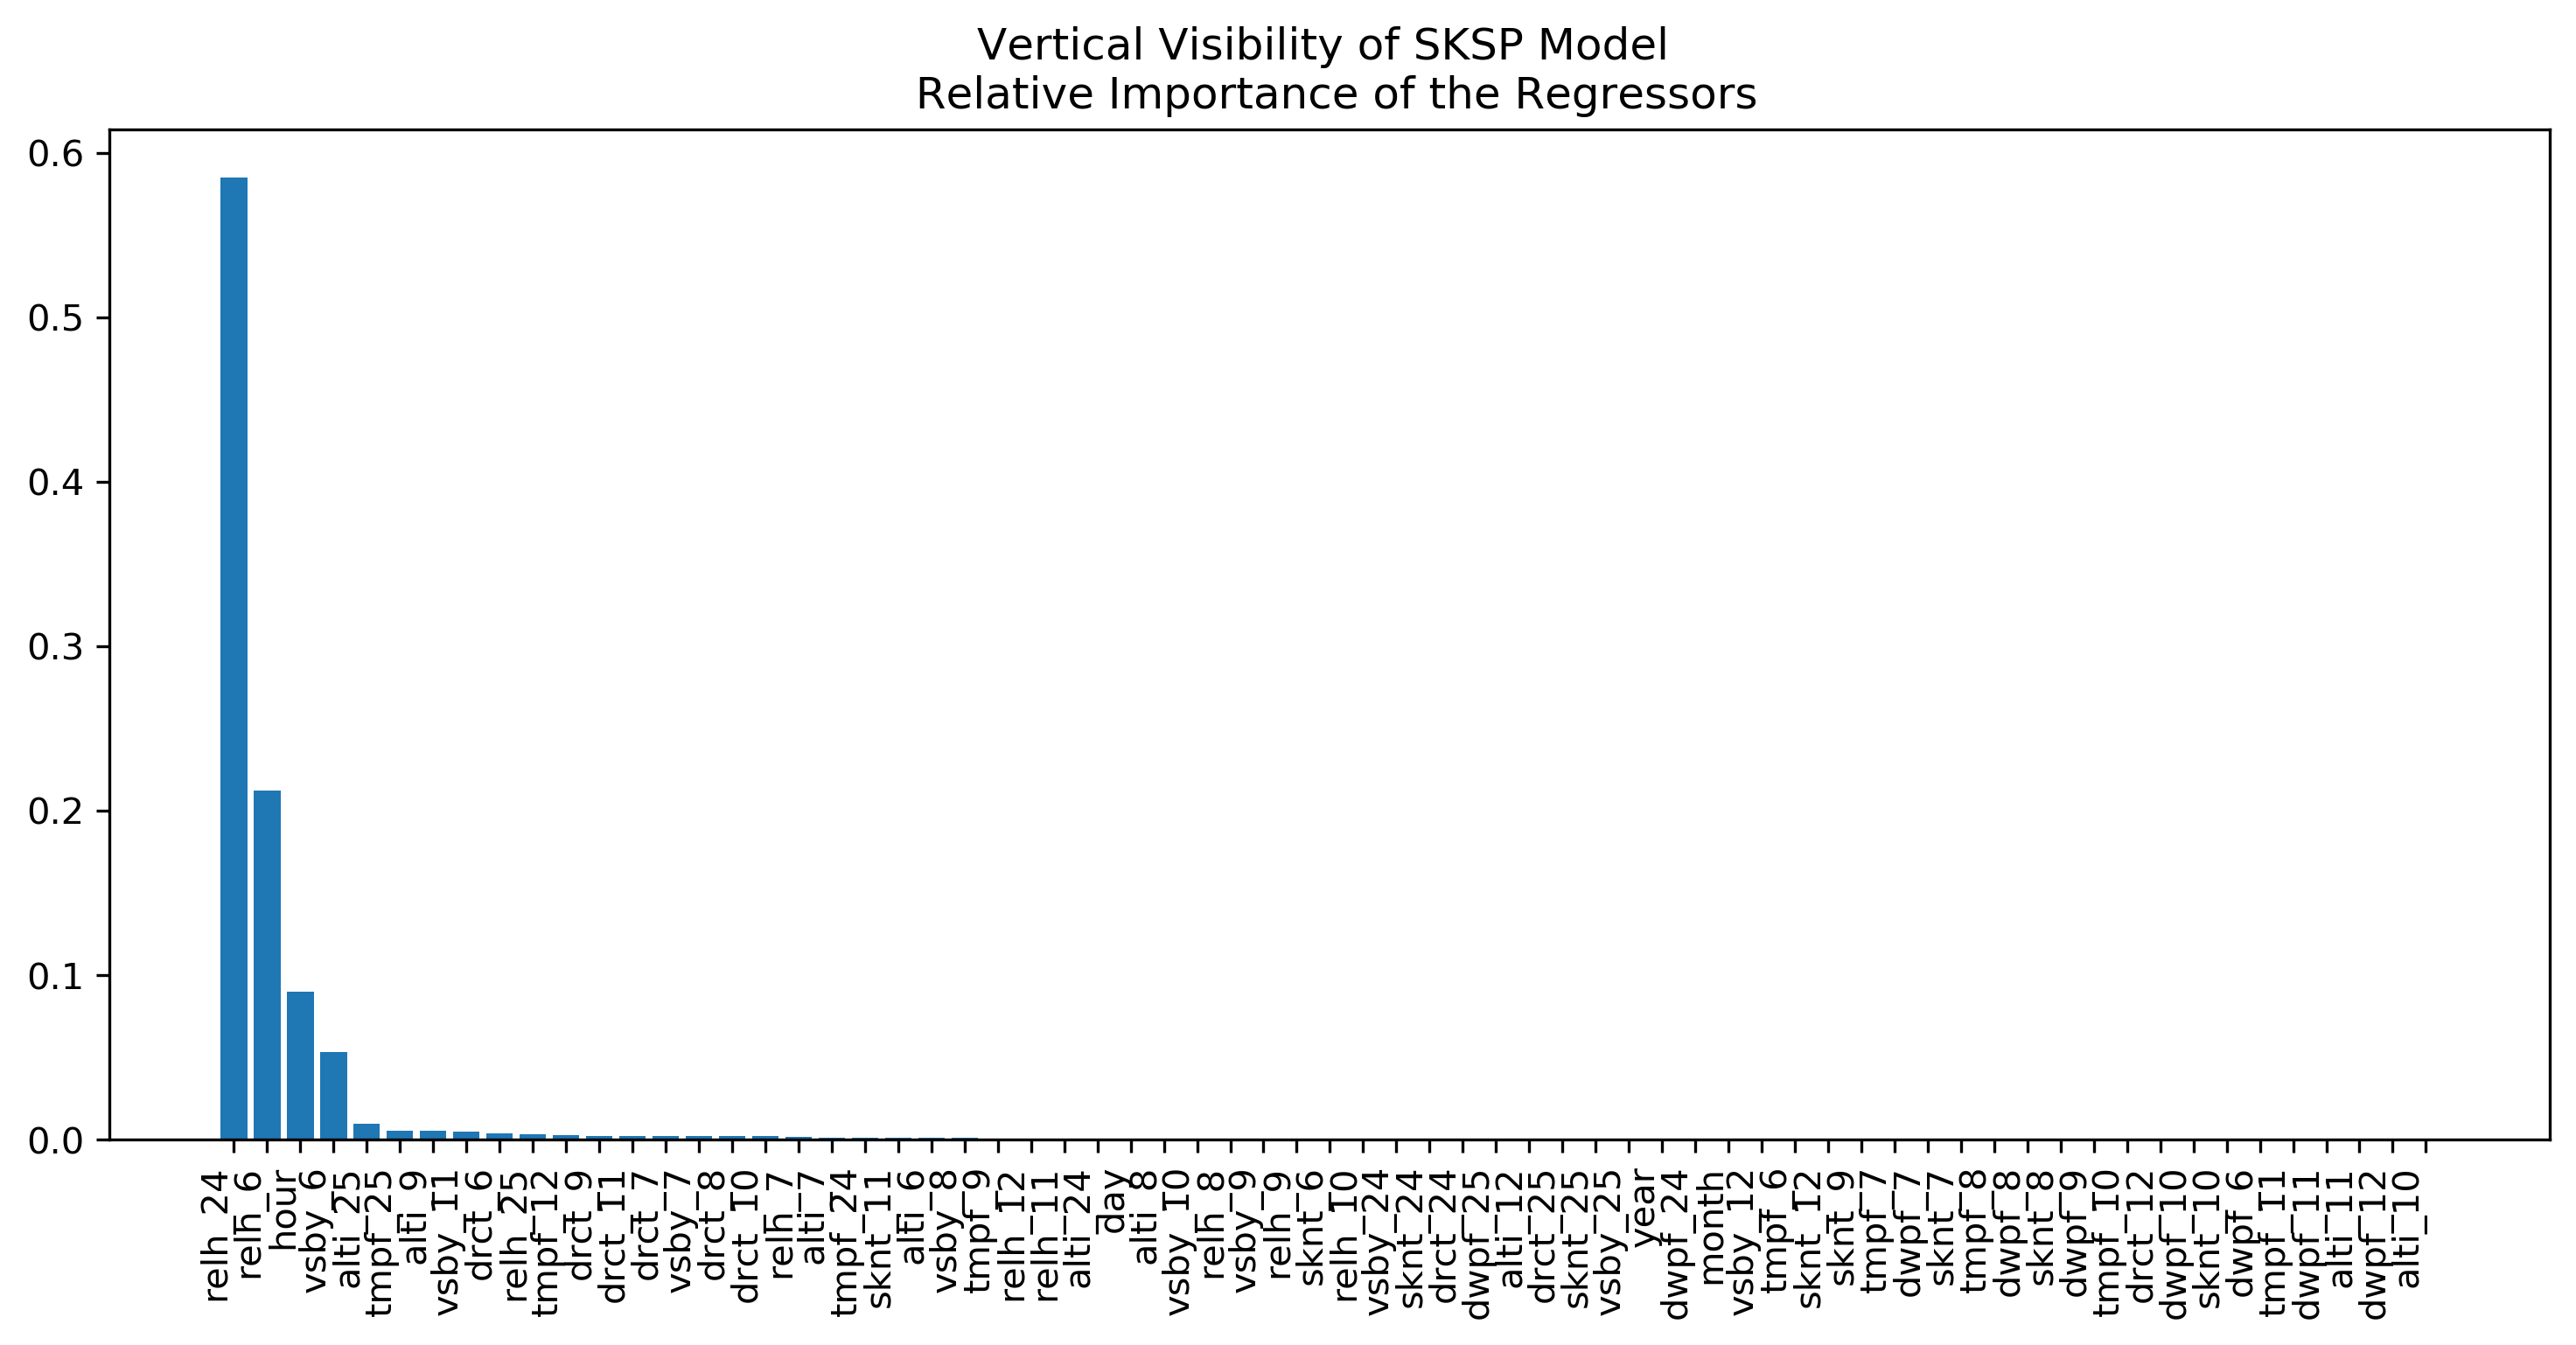 Vertical Visibility of SKSP Model
Relative Importance of the Regressors
0.6
0.5
0.4
0.3
0.2
0.1
0.0
relh_24
relh_6
hour
vsby_6
alti_25
tmpf_25
alti_9
vsby_11
drct_6
relh_25
tmpf_12
drct_9
drct_11
drct_7
vsby_7
drct_8
drct_10
relh_7
alti_7
tmpf_24
sknt_11
alti_6
vsby_8
tmpf_9
relh_12
relh_11
alti_24
day
alti_8
vsby_10
relh_8
vsby_9
relh_9
sknt_6
relh_10
vsby_24
sknt_24
drct_24
dwpf_25
alti_12
drct_25
sknt_25
vsby_25
year
dwpf_24
month
vsby_12
tmpf_6
sknt_12
sknt_9
tmpf_7
dwpf_7
sknt_7
tmpf_8
dwpf_8
sknt_8
dwpf_9
tmpf_10
drct_12
dwpf_10
sknt_10
dwpf_6
tmpf_11
dwpf_11
alti_11
dwpf_12
alti_10